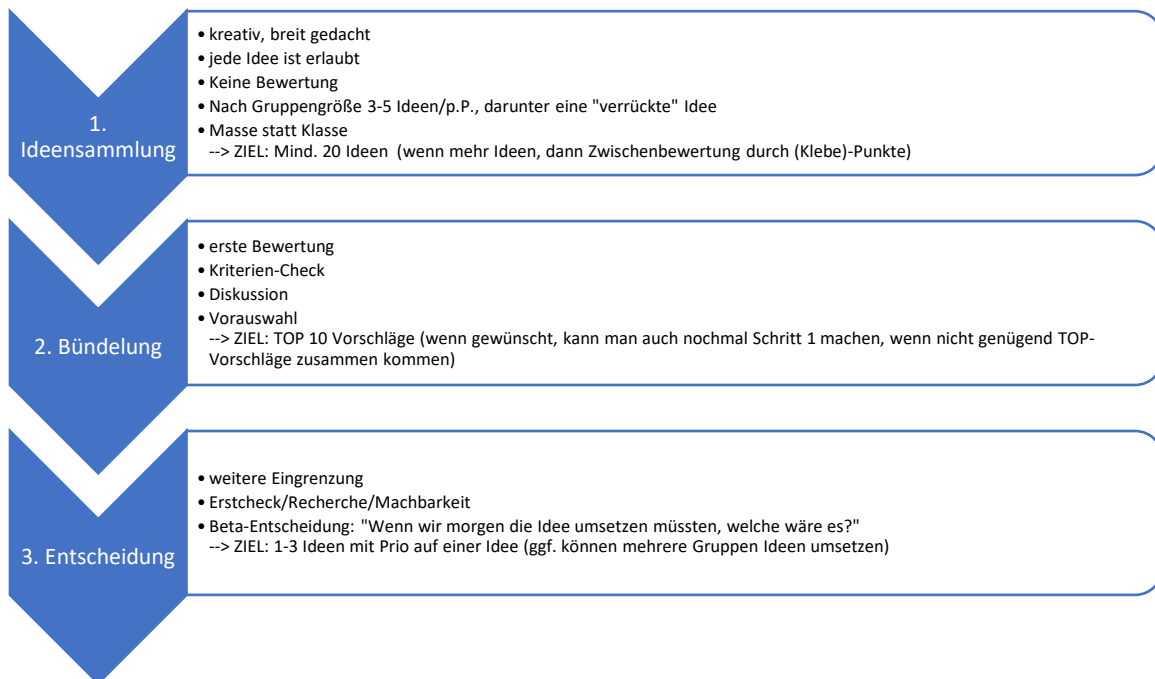 1.
Ideensammlung
• kreativ, breit gedacht
• jede Idee ist erlaubt
• Keine Bewertung
• Nach Gruppengröße 3-5 Ideen/p.P., darunter eine "verrückte" Idee
• Masse statt Klasse
--> ZIEL: Mind. 20 Ideen (wenn mehr Ideen, dann Zwischenbewertung durch (Klebe)-Punkte)
2. Bündelung
• erste Bewertung
• Kriterien-Check
• Diskussion
• Vorauswahl
--> ZIEL: TOP 10 Vorschläge (wenn gewünscht, kann man auch nochmal Schritt 1 machen, wenn nicht genügend TOP-
Vorschläge zusammen kommen)
3. Entscheidung
• weitere Eingrenzung
• Erstcheck/Recherche/Machbarkeit
• Beta-Entscheidung: "Wenn wir morgen die Idee umsetzen müssten, welche wäre es?"
--> ZIEL: 1-3 Ideen mit Prio auf einer Idee (ggf. können mehrere Gruppen Ideen umsetzen)